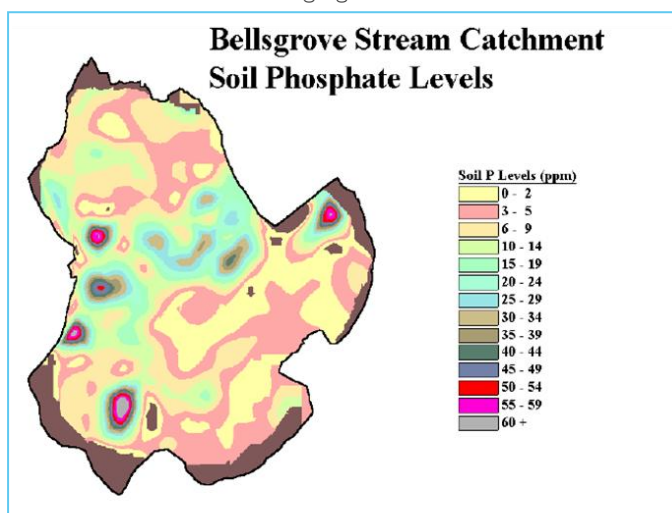 Bellsgrove Stream Catchment
Soil Phosphate Levels
Soil P Levels (ppm)
0 - 2
3 - 5
6 - 9
10 - 14
15 - 19
20 - 24
25 - 29
30 - 34
35 - 39
40 - 44
45 - 49
50 - 54
55 - 59
60 +